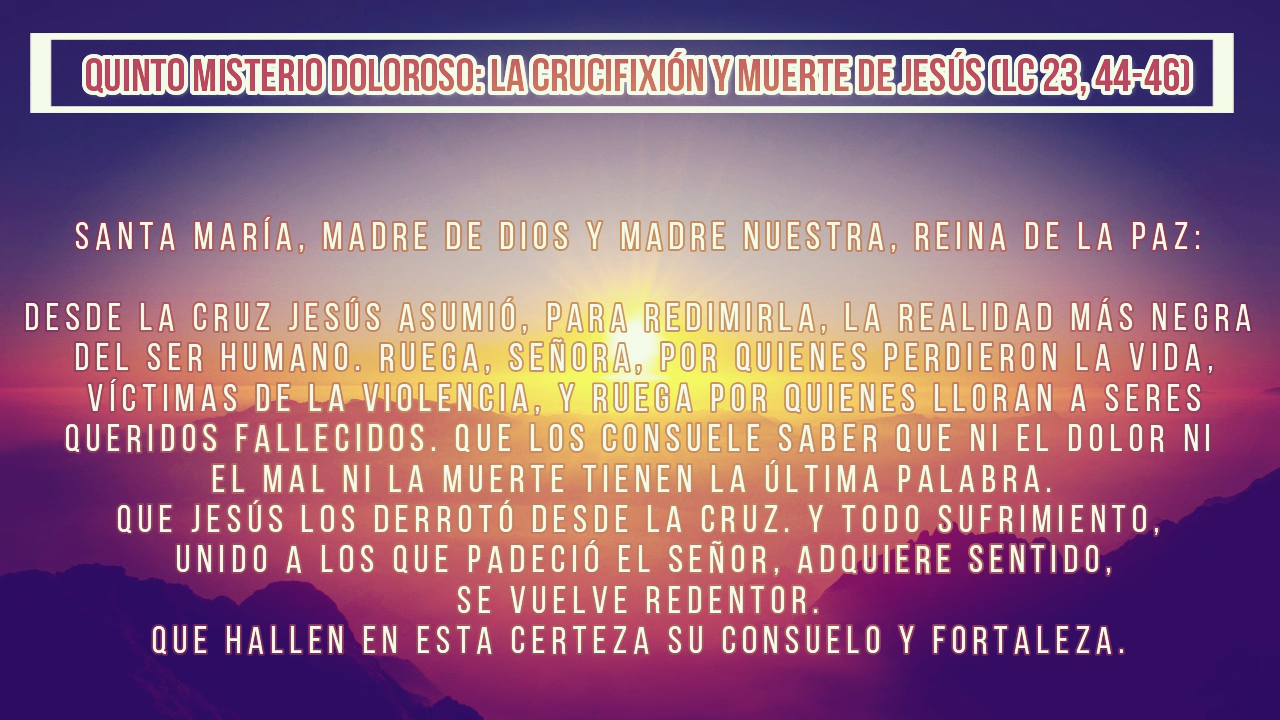 QUINTO MISTERIO DOLOROSO: LA CRUCIFIXIÓN Y MUERTE DE JESÚS (LC 23, 44-46)
SANTA MARÍA, MADRE DE DIOS Y MADRE NUESTRA, REINA DE LA PAZ:
DESDE LA CRUZ JESÚS ASUMIÓ, PARA REDIMIRLA, LA REALIDAD MÁS NEGRA
DEL SER HUMANO. RUEGA, SEÑORA, POR QUIENES PERDIERON LA VIDA,
VÍCTIMAS DE LA VIOLENCIA, Y RUEGA POR QUIENES LLORAN A SERES
QUERIDOS FALLECIDOS. QUE LOS CONSUELE SABER QUE NI EL DOLOR NI
EL MAL NI LA MUERTE TIENEN LA ÚLTIMA PALABRA.
QUE JESÚS LOS DERROTÓ DESDE LA CRUZ. Y TODO SUFRIMIENTO,
UNIDO A LOS QUE PADECIÓ EL SEÑOR, ADQUIERE SENTIDO,
SE VUELVE REDENTOR.
QUE HALLEN EN ESTA CERTEZA SU CONSUELO Y FORTALEZA.